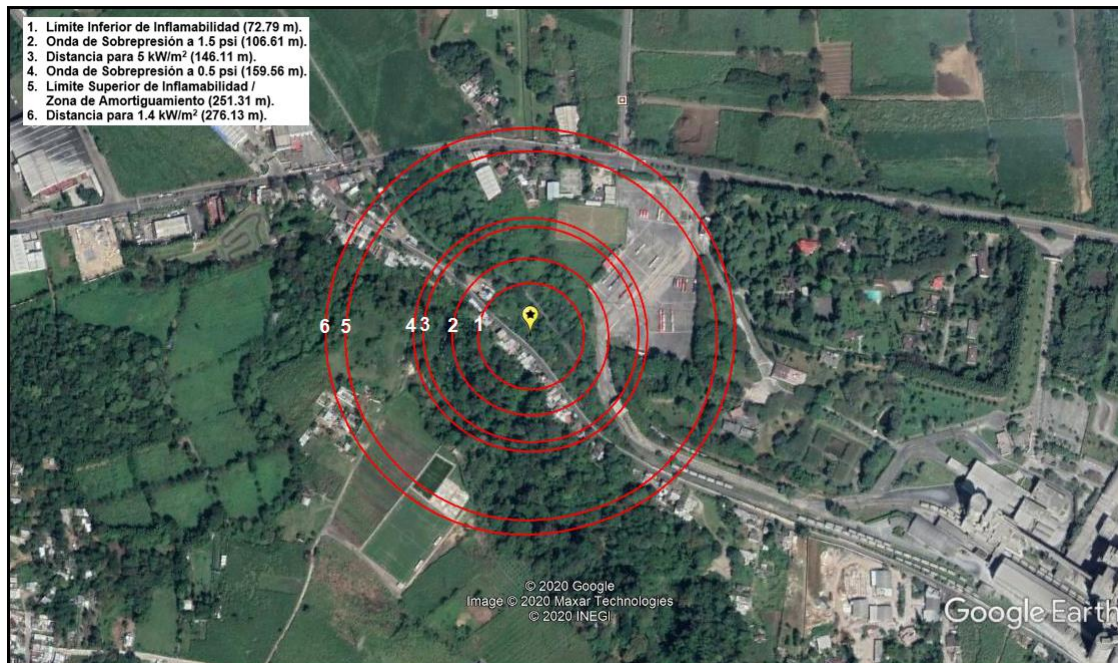 1. Limite Inferior de Inflamabilidad (72.79 m).
2. Onda de Sobrepresión a 1.5 psi (106.61 m).
3. Distancia para 5 kW/m² (146.11 m).
4. Onda de Sobrepresión a 0.5 psi (159.56 m).
5. Limite Superior de Inflamabilidad /
Zona de Amortiguamiento (251.31 m).
6. Distancia para 1.4 kW/m² (276.13 m).
6 5 4 3 2 1
© 2020 Google
Image © 2020 Maxar Technologies
© 2020 INEGI
Google Earth